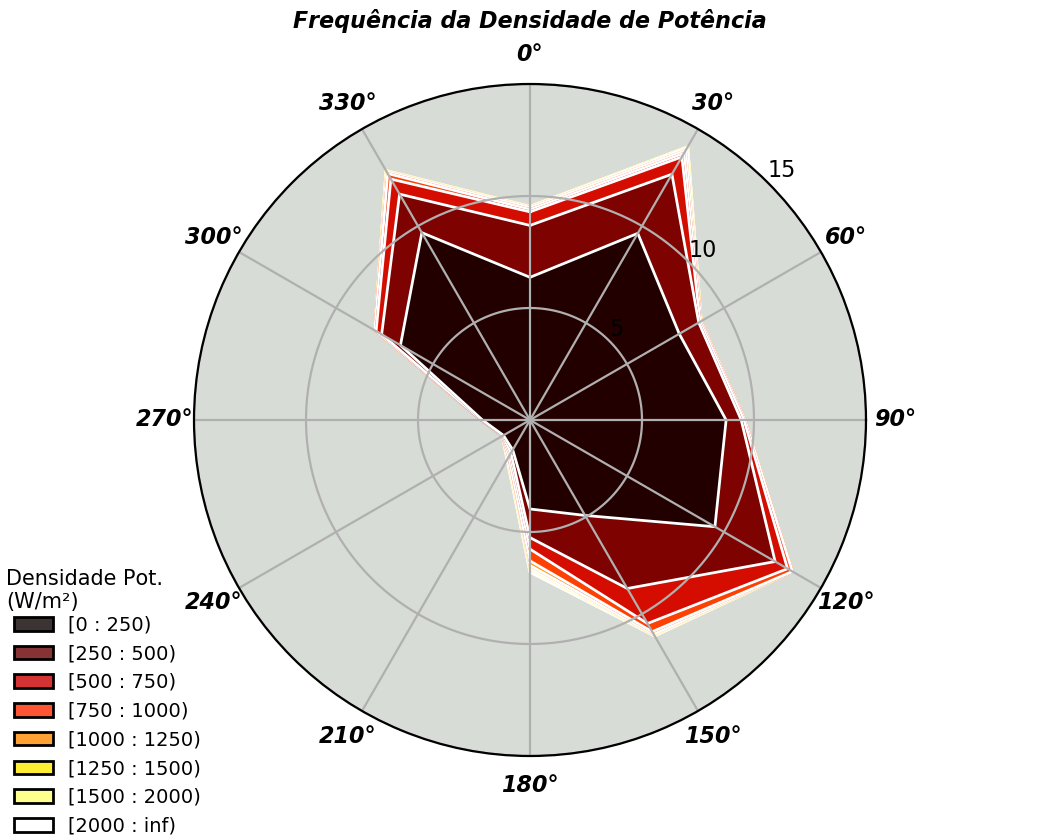 Frequência da Densidade de Potência
0°
330°
30°
15
300°
60°
10
5
270°
90°
240°
120°
210°
150°
180°
Densidade Pot.
(W/m²)
[0 : 250)
[250 : 500)
[500 : 750)
[750 : 1000)
[1000 : 1250)
[1250 : 1500)
[1500 : 2000)
[2000 : inf)